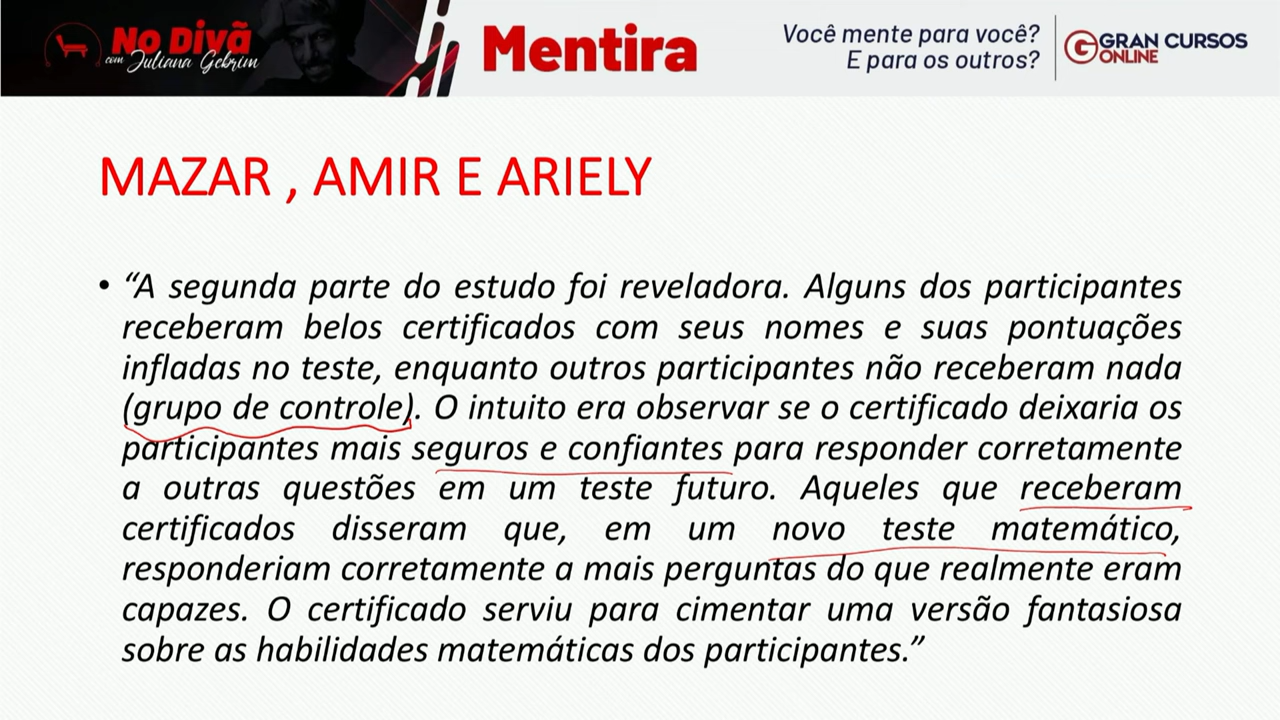 No Divã
com Juliana Gebrim
Mentira
Você mente para você?
E para os outros?
GRAN CURSOS
ONLINE
MAZAR , AMIR E ARIELY
• “A segunda parte do estudo foi reveladora. Alguns dos participantes
receberam belos certificados com seus nomes e suas pontuações
infladas no teste, enquanto outros participantes não receberam nada
(grupo de controle). O intuito era observar se o certificado deixaria os
participantes mais seguros e confiantes para responder corretamente
a outras questões em um teste futuro. Aqueles que receberam
certificados disseram que, em um novo teste matemático,
responderiam corretamente a mais perguntas do que realmente eram
capazes. O certificado serviu para cimentar uma versão fantasiosa
sobre as habilidades matemáticas dos participantes.”